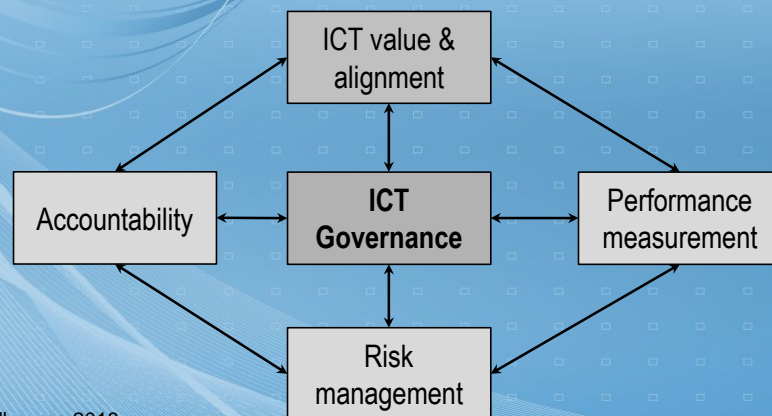 ICT value &
alignment
Accountability
ICT
Governance
Performance
measurement
Risk
management